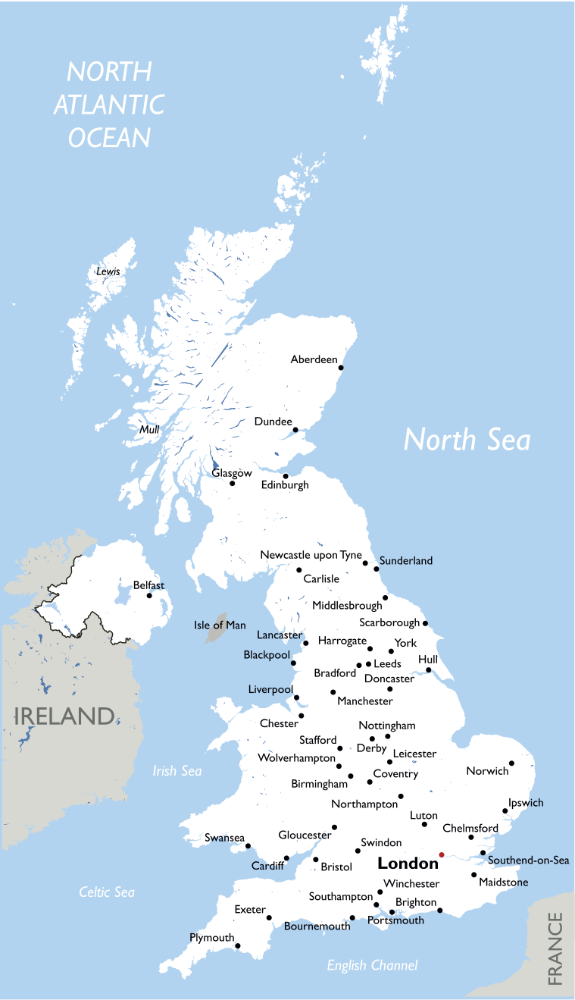 NORTH
ATLANTIC
OCEAN
Lewis
Aberdeen
Dundee
Mull
North Sea
Glasgow
Edinburgh
Newcastle upon Tyne
Sunderland
Carlisle
Belfast
Middlesbrough
Scarborough
Isle of Man
Lancaster
Harrogate
York
Blackpool
Leeds
Hull
Bradford
Doncaster
Liverpool
Manchester
IRELAND
Chester
Nottingham
Stafford
Derby
Leicester
Wolverhampton
Irish Sea
Coventry
Norwich
Birmingham
Northampton
Ipswich
Luton
Chelmsford
Gloucester
Swansea
Swindon
Southend-on-Sea
London
Cardiff
Bristol
Maidstone
Winchester
Celtic Sea
Southampton
Brighton
Exeter
Portsmouth
Bournemouth
Plymouth
FRANCE
English Channel